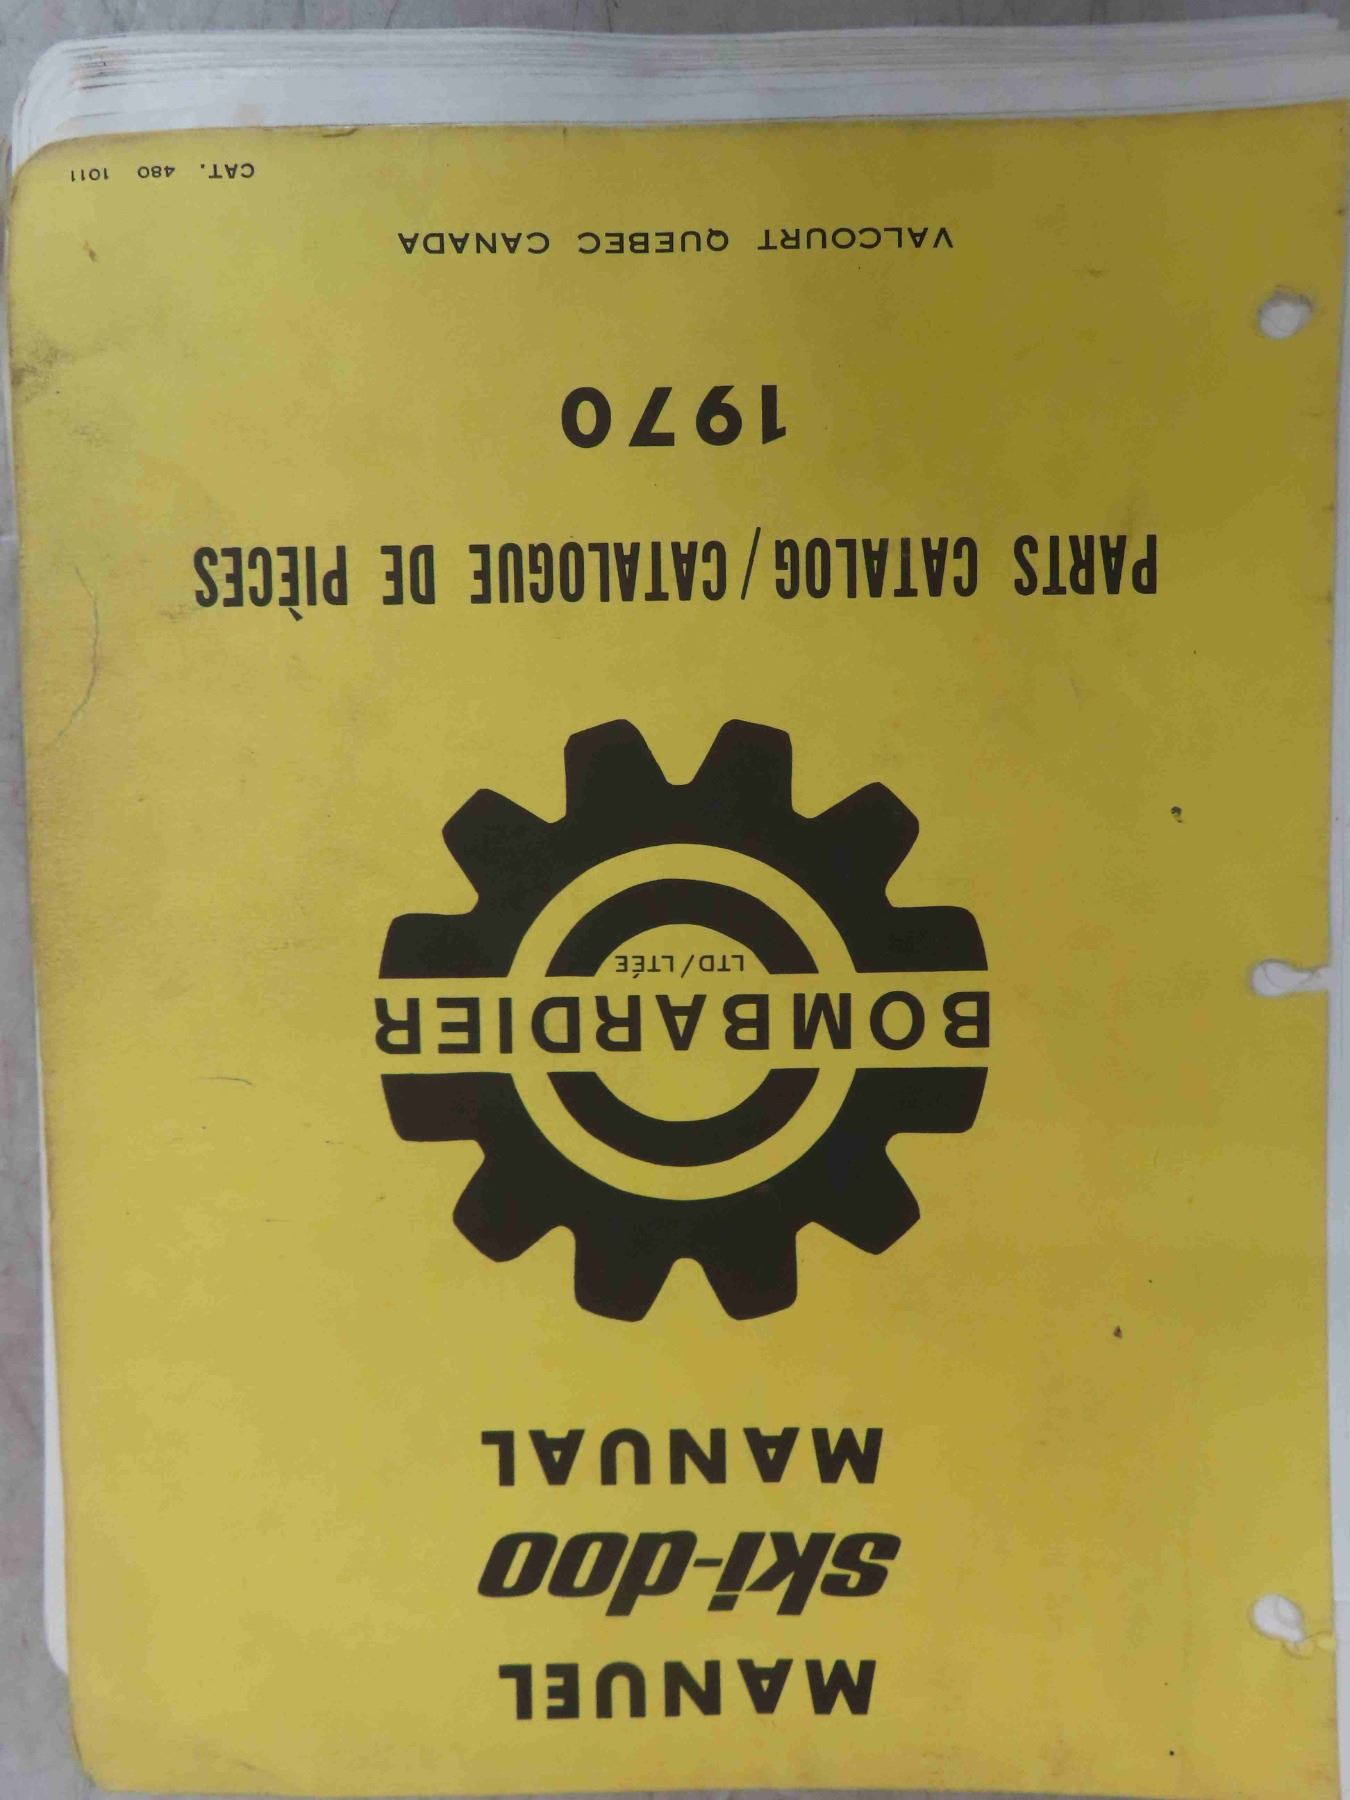 MANUEL
ski-doo
MANUAL
BOMBARDIER
LTD/LTÉE
PARTS CATALOG/CATALOGUE DE PIÈCES
1970
VALCOURT QUEBEC CANADA
CAT. 480 1011